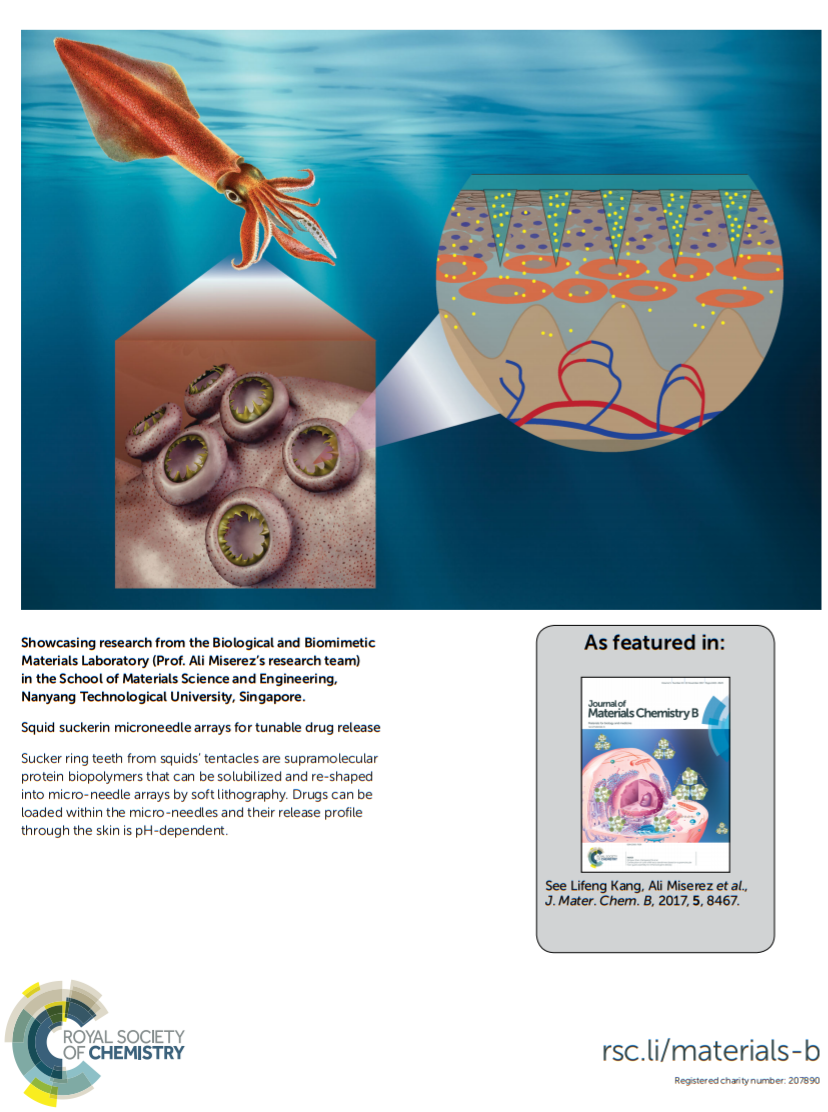 Showcasing research from the Biological and Biomimetic
Materials Laboratory (Prof. Ali Miserez's research team)
in the School of Materials Science and Engineering,
Nanyang Technological University, Singapore.
Squid suckerin microneedle arrays for tunable drug release
Sucker ring teeth from squids' tentacles are supramolecular
protein biopolymers that can be solubilized and re-shaped
into micro-needle arrays by soft lithography. Drugs can be
loaded within the micro-needles and their release profile
through the skin is pH-dependent.
As featured in:
Journal of
Materials Chemistry B
See Lifeng Kang, Ali Miserez et al.,
J. Mater. Chem. B, 2017, 5, 8467.
ROYAL SOCIETY
OF CHEMISTRY
rsc.li/materials-b
Registered charity number: 207890